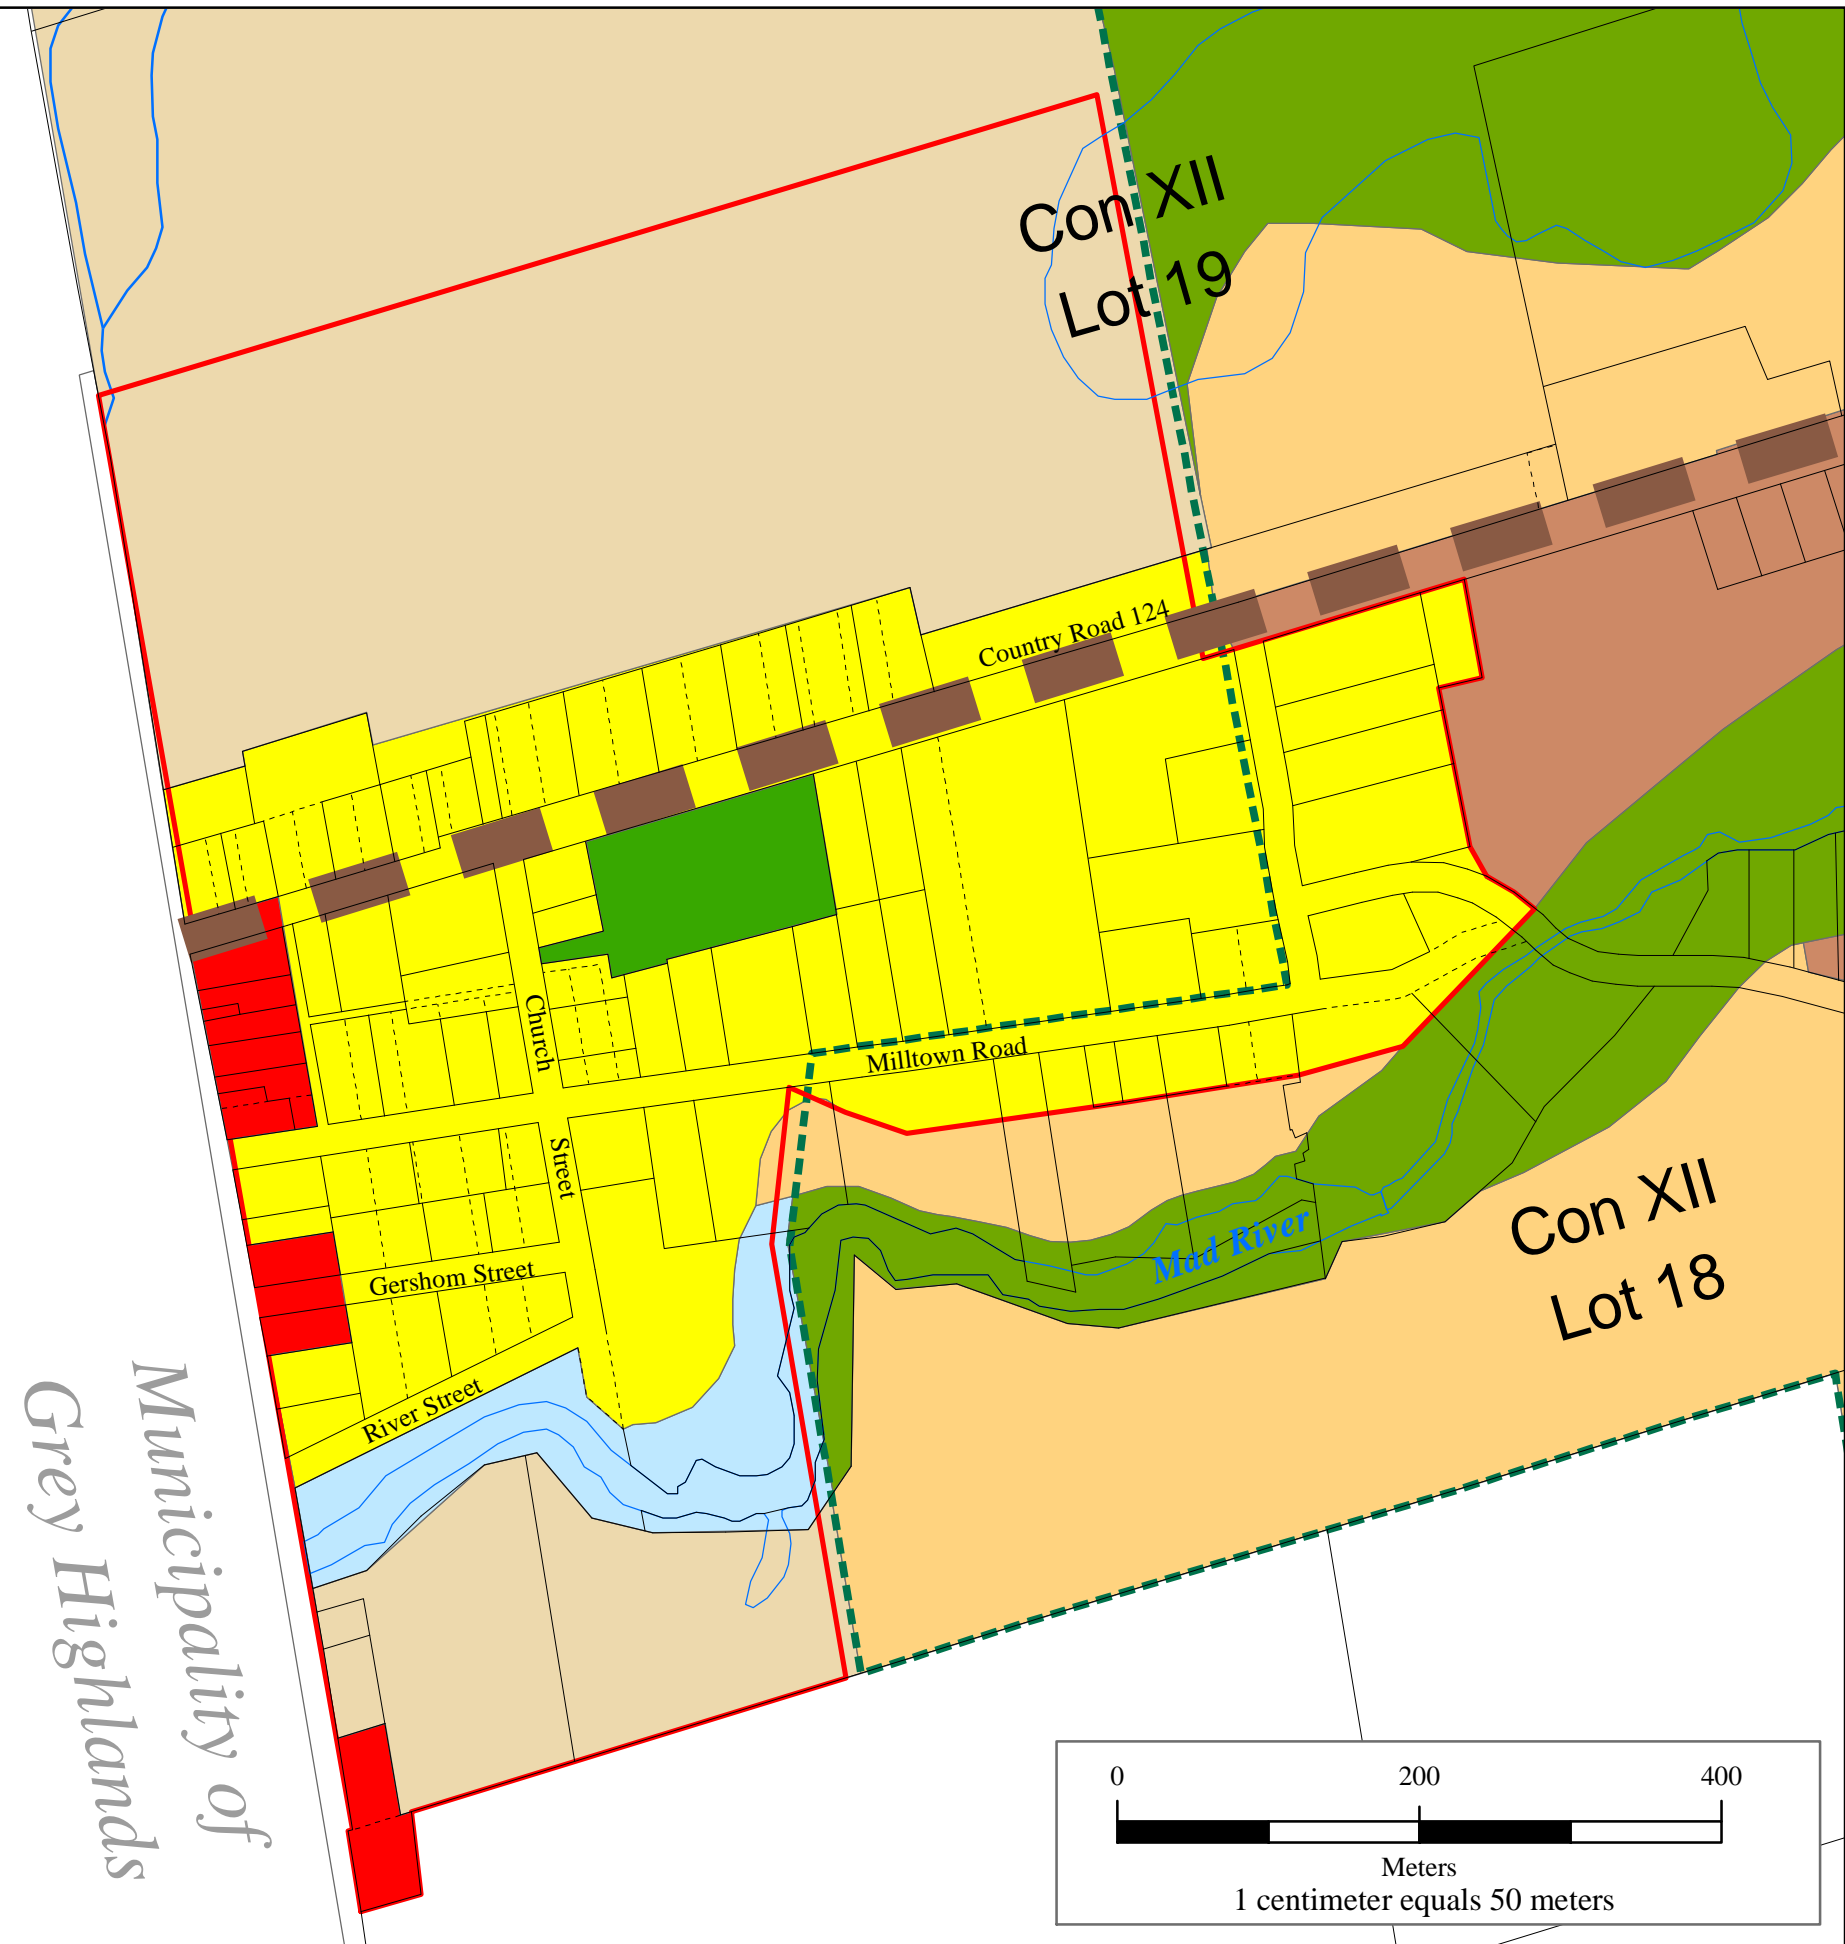 Con XII
Lot 19
Country Road 124
Church
Street
Milltown Road
Mad River
Con XII
Lot 18
Gershom Street
River Street
Municipality of
Grey Highlands
0 200 400
Meters
1 centimeter equals 50 meters